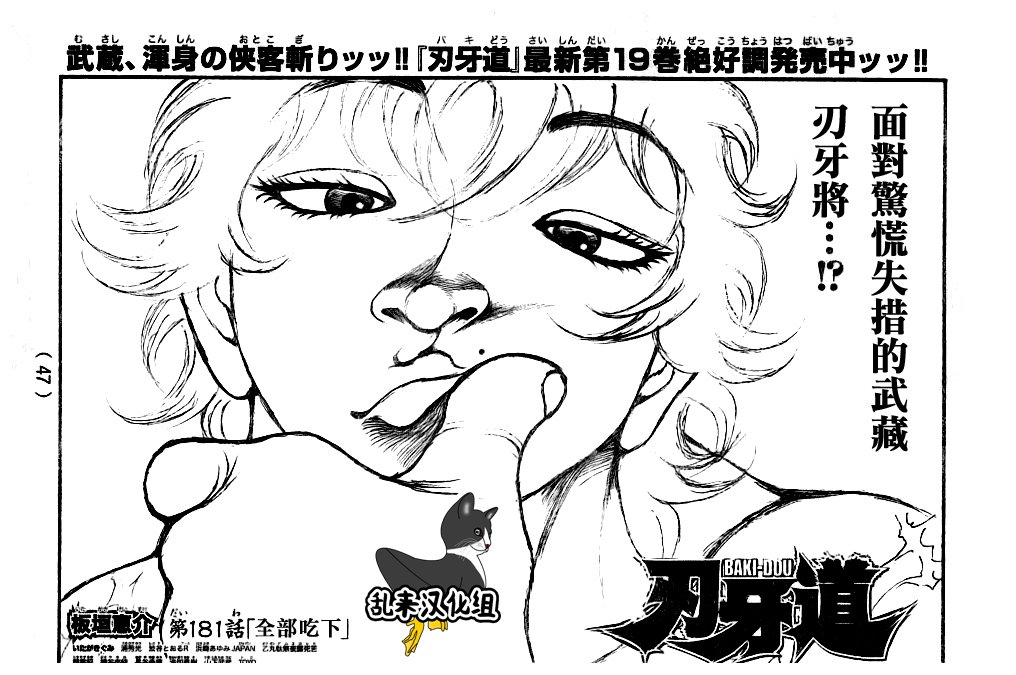 武蔵、渾身の侠客斬りッッ!!『刃牙道』最新第19巻絶好調発売中ッッ!!
面對驚慌失措的武藏
刃牙將…!?
(47)
BAKI-DOU
刃牙道
乱来汉化组
板垣恵介
第181話「全部吃下」